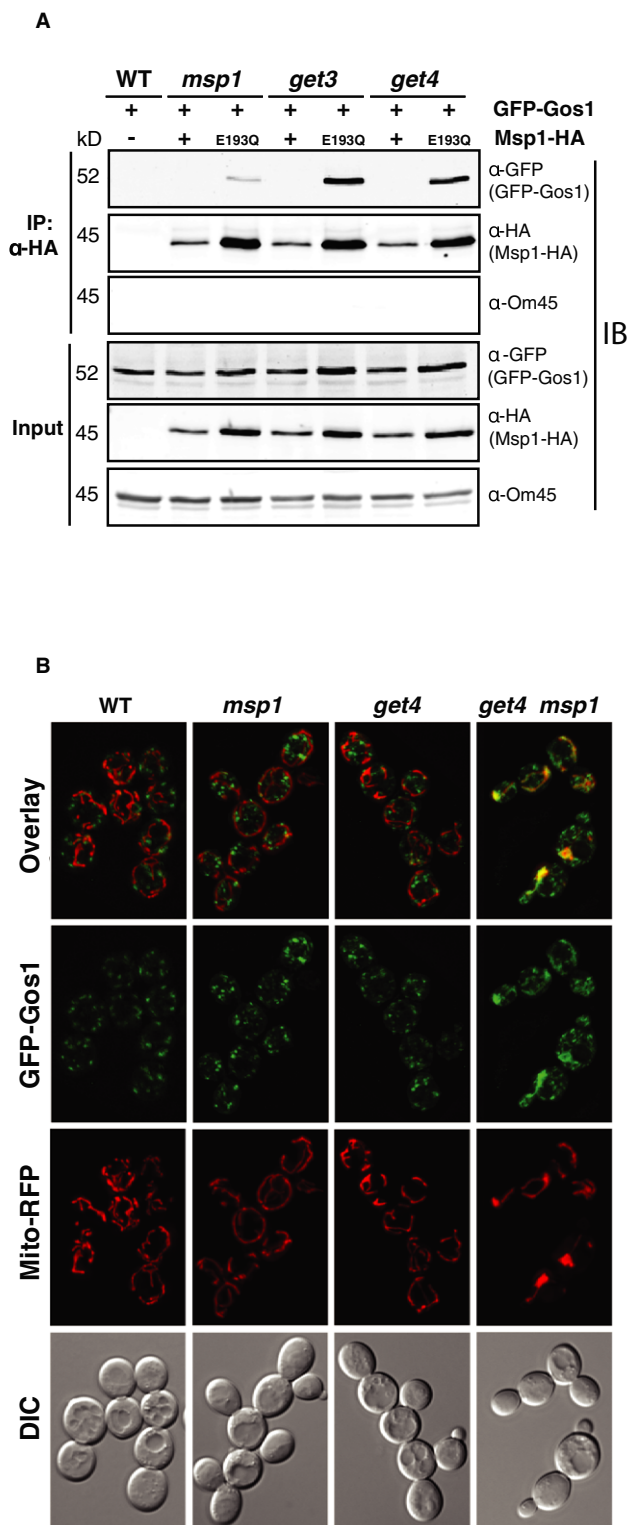 A
WT msp1 get3 get4
+ + + + + + + GFP-Gos1
kD - + E193Q + E193Q + E193Q Msp1-HA
IP:
α-HA
52 α-GFP
(GFP-Gos1)
45 α-HA
(Msp1-HA)
45 α-Om45
IB
Input
52 α-GFP
(GFP-Gos1)
45 α-HA
(Msp1-HA)
45 α-Om45
B
WT msp1 get4 get4 msp1
Overlay
GFP-Gos1
Mito-RFP
DIC